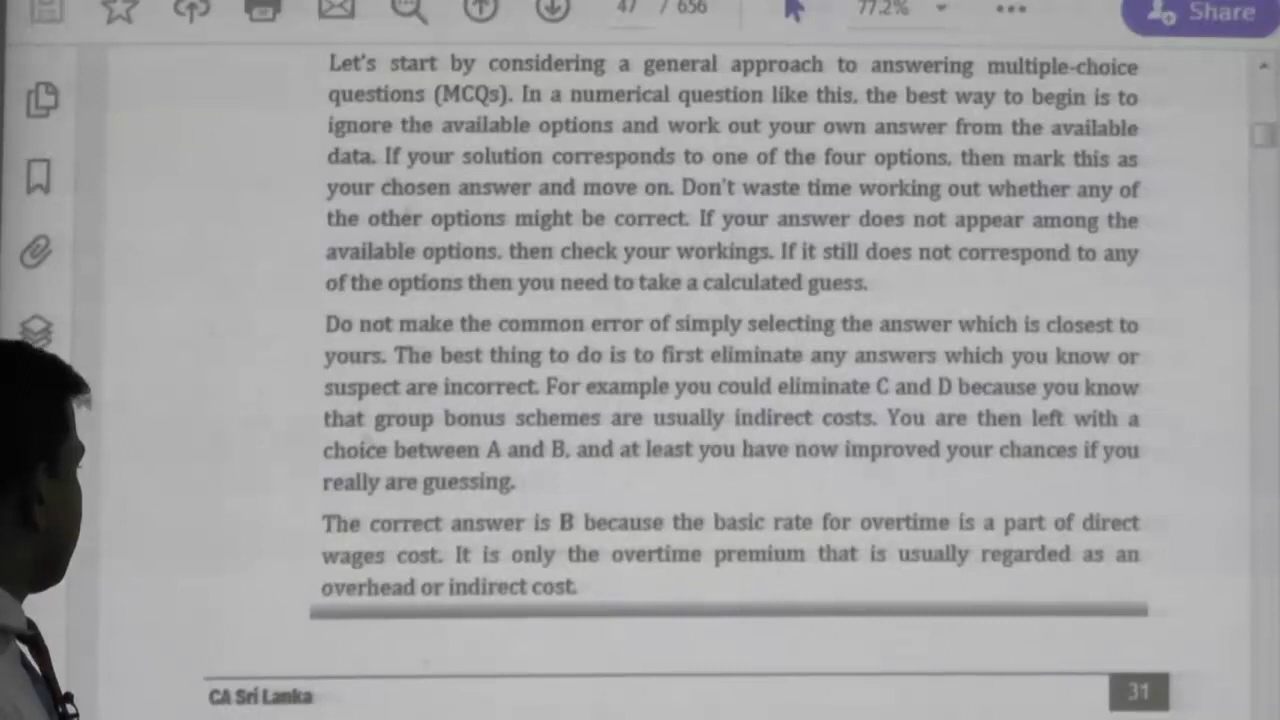 47 / 656
77.2%
Share
Let's start by considering a general approach to answering multiple-choice
questions (MCQs). In a numerical question like this, the best way to begin is to
ignore the available options and work out your own answer from the available
data. If your solution corresponds to one of the four options, then mark this as
your chosen answer and move on. Don't waste time working out whether any of
the other options might be correct. If your answer does not appear among the
available options, then check your workings. If it still does not correspond to any
of the options then you need to take a calculated guess.
Do not make the common error of simply selecting the answer which is closest to
yours. The best thing to do is to first eliminate any answers which you know or
suspect are incorrect. For example you could eliminate C and D because you know
that group bonus schemes are usually indirect costs. You are then left with a
choice between A and B, and at least you have now improved your chances if you
really are guessing.
The correct answer is B because the basic rate for overtime is a part of direct
wages cost. It is only the overtime premium that is usually regarded as an
overhead or indirect cost.
CA Sri Lanka
31